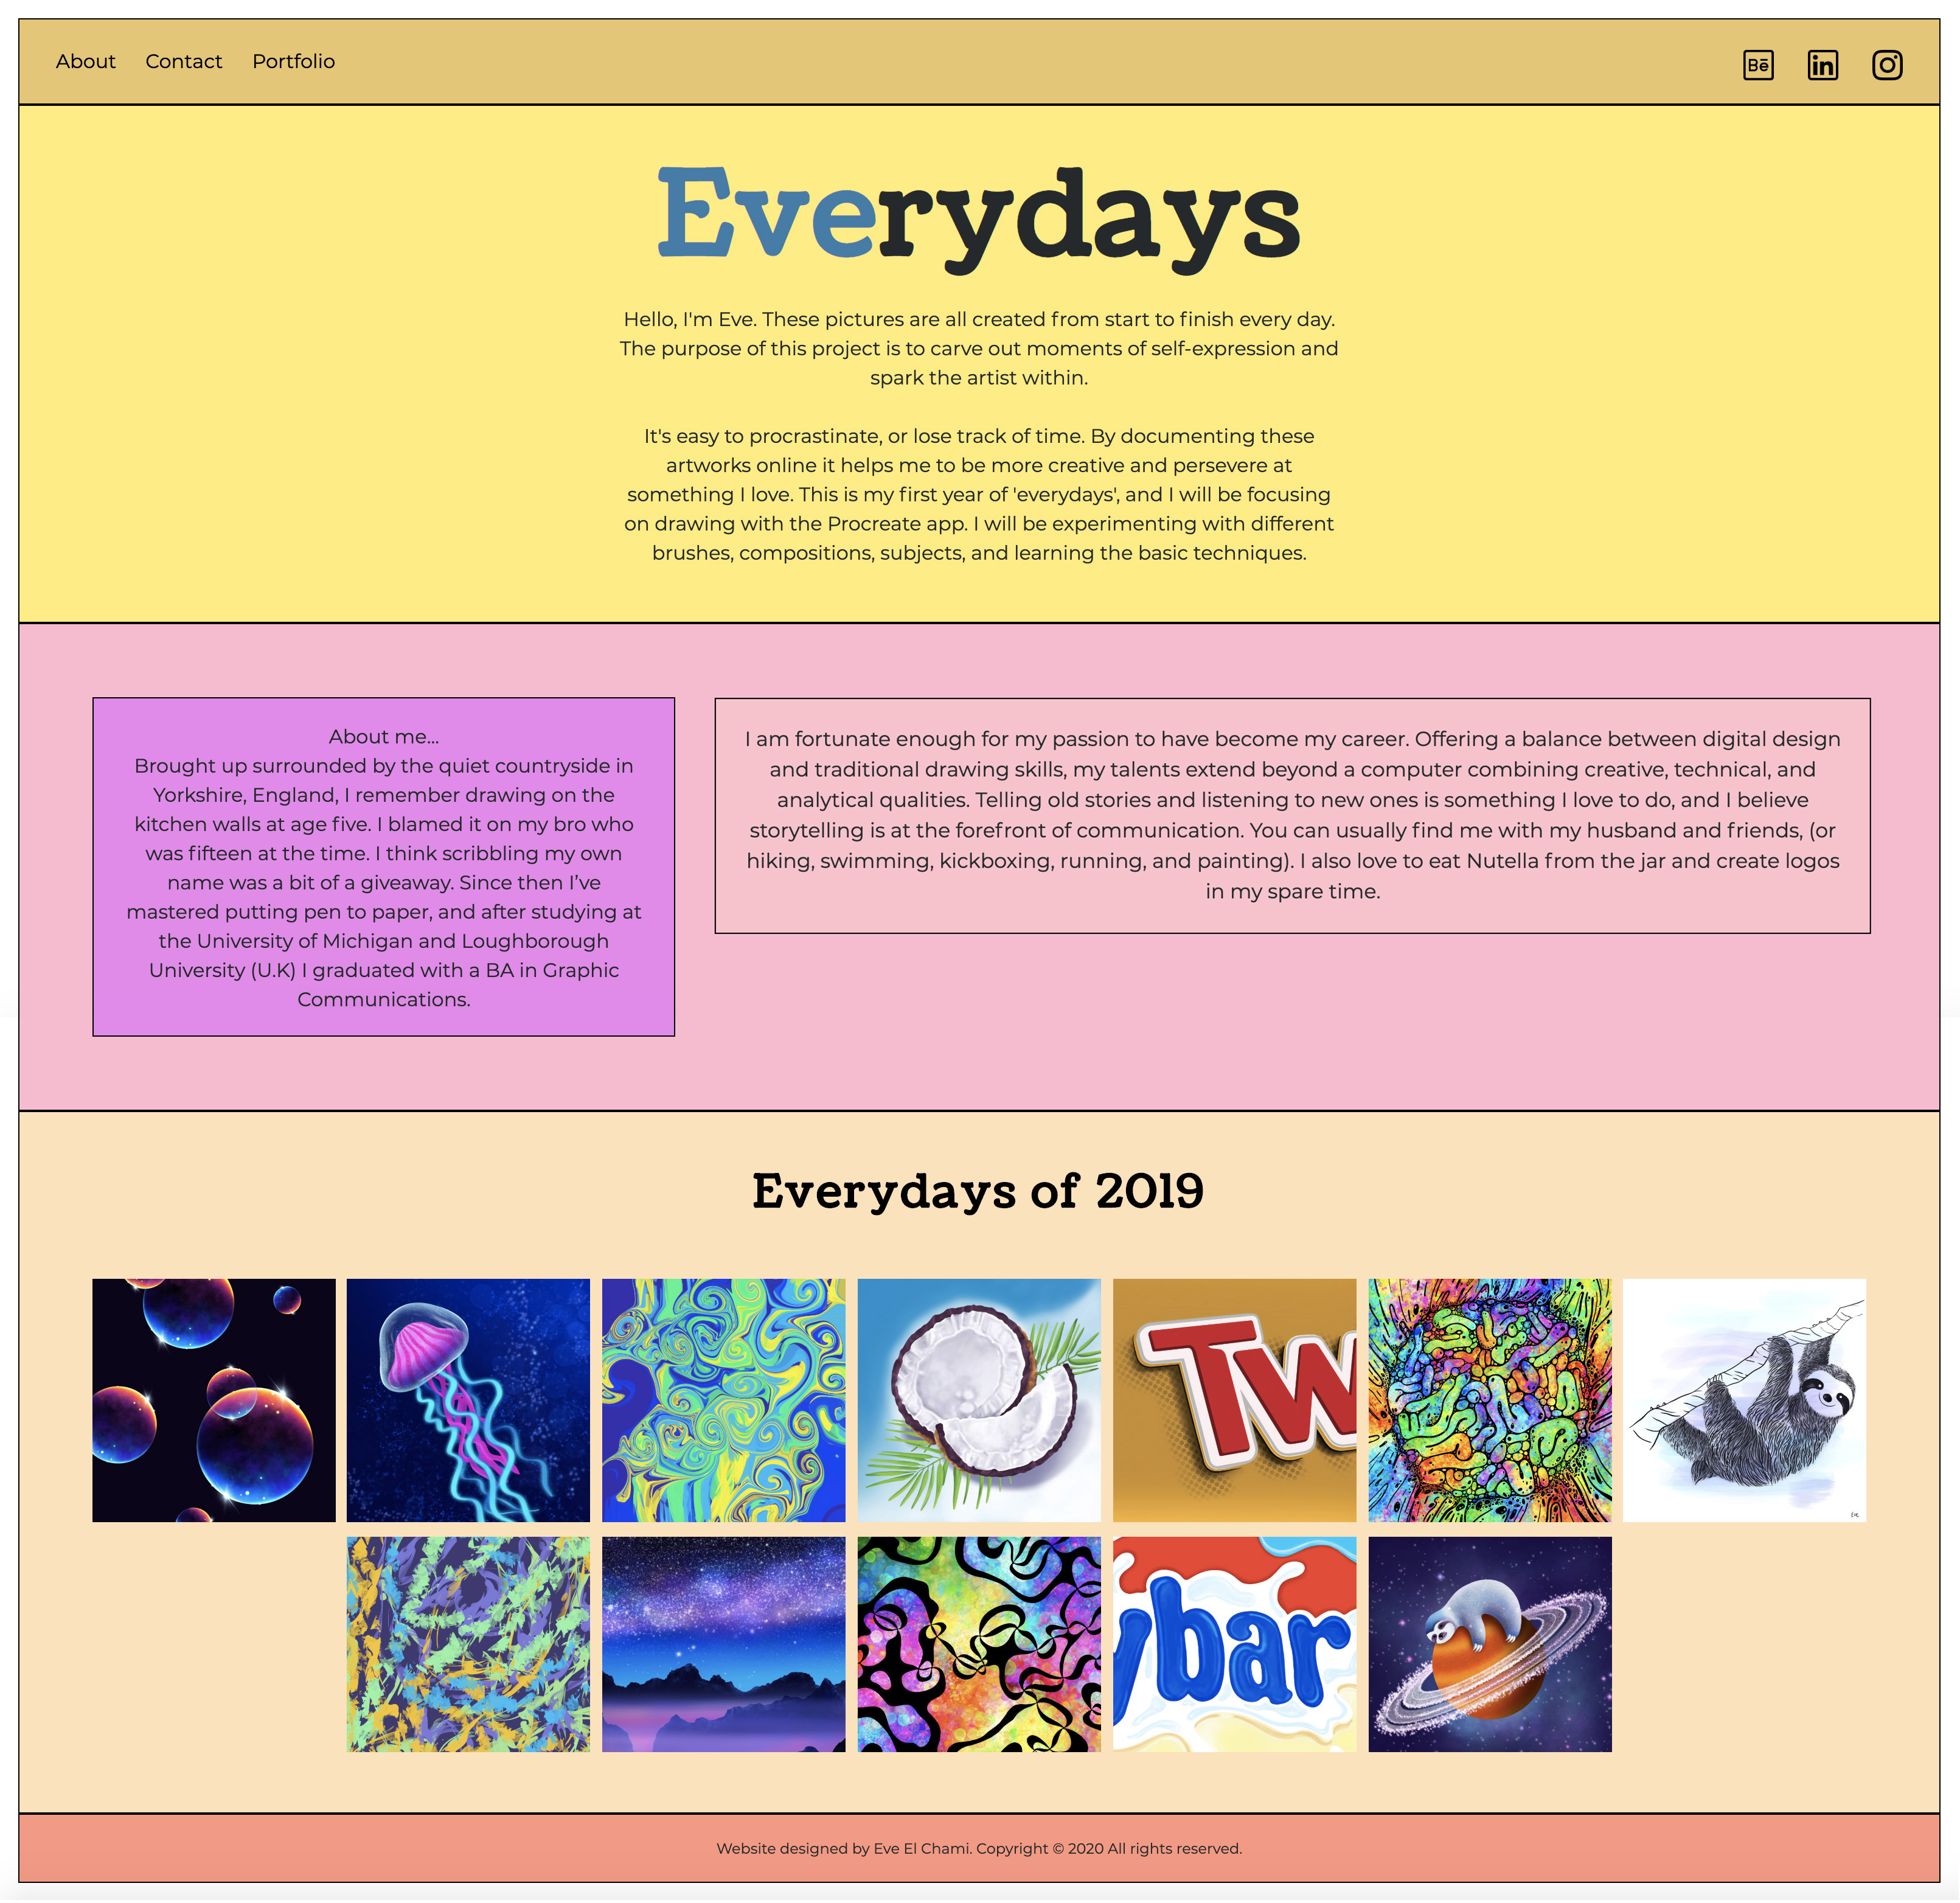 About Contact Portfolio
Bē in
Everydays
Hello, I'm Eve. These pictures are all created from start to finish every day.
The purpose of this project is to carve out moments of self-expression and
spark the artist within.
It's easy to procrastinate, or lose track of time. By documenting these
artworks online it helps me to be more creative and persevere at
something I love. This is my first year of 'everydays', and I will be focusing
on drawing with the Procreate app. I will be experimenting with different
brushes, compositions, subjects, and learning the basic techniques.
About me...
Brought up surrounded by the quiet countryside in
Yorkshire, England, I remember drawing on the
kitchen walls at age five. I blamed it on my bro who
was fifteen at the time. I think scribbling my own
name was a bit of a giveaway. Since then I’ve
mastered putting pen to paper, and after studying at
the University of Michigan and Loughborough
University (U.K) I graduated with a BA in Graphic
Communications.
I am fortunate enough for my passion to have become my career. Offering a balance between digital design
and traditional drawing skills, my talents extend beyond a computer combining creative, technical, and
analytical qualities. Telling old stories and listening to new ones is something I love to do, and I believe
storytelling is at the forefront of communication. You can usually find me with my husband and friends, (or
hiking, swimming, kickboxing, running, and painting). I also love to eat Nutella from the jar and create logos
in my spare time.
Everydays of 2019
Tw
Eve
ybar
Website designed by Eve El Chami. Copyright © 2020 All rights reserved.